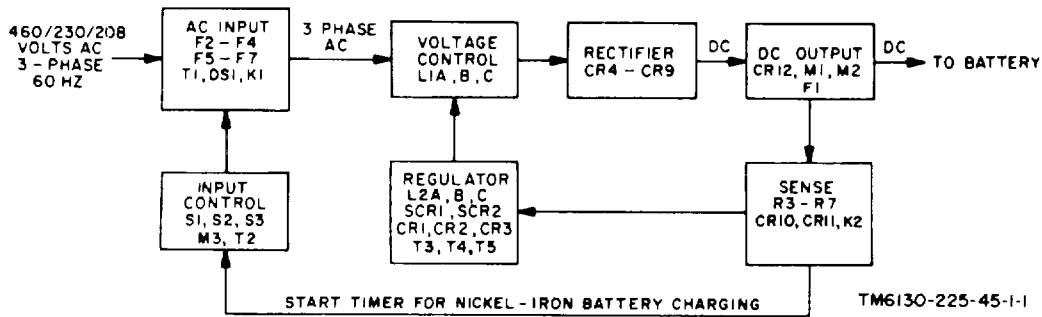 460/230/208
VOLTS AC
3-PHASE
60 HZ
AC INPUT
F2-F4
F5-F7
T1, DS1, K1
3 PHASE
AC
VOLTAGE
CONTROL
L1A, B, C
RECTIFIER
CR4-CR9
DC
DC OUTPUT
CR12, M1, M2
F1
DC
TO BATTERY
INPUT
CONTROL
S1, S2, S3
M3, T2
REGULATOR
L2A, B, C
SCR1, SCR2
CR1, CR2, CR3
T3, T4, T5
SENSE
R3-R7
CR10, CR11, K2
START TIMER FOR NICKEL-IRON BATTERY CHARGING
TM6130-225-45-1-1